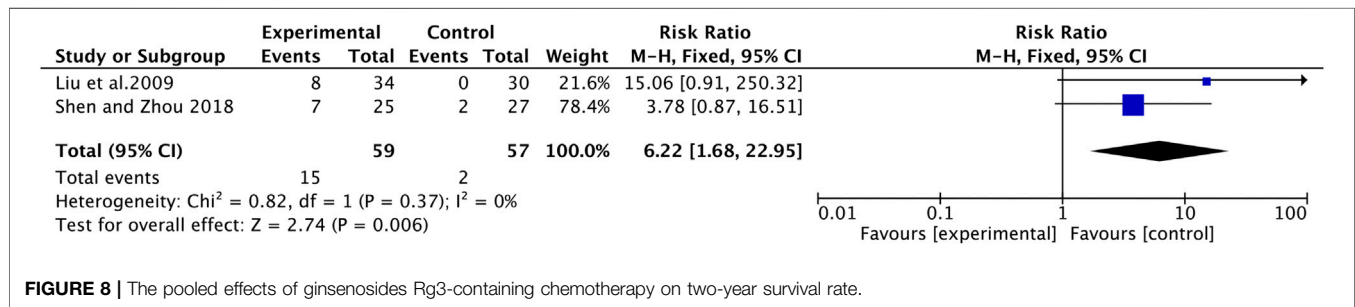 Experimental Control Risk Ratio Risk Ratio
Study or Subgroup Events Total Events Total Weight M-H, Fixed, 95% CI M-H, Fixed, 95% CI
Liu et al.2009 8 34 0 30 21.6% 15.06 [0.91, 250.32]
Shen and Zhou 2018 7 25 2 27 78.4% 3.78 [0.87, 16.51]
Total (95% CI) 59 57 100.0% 6.22 [1.68, 22.95]
Total events 15 2
Heterogeneity: Chi² = 0.82, df = 1 (P = 0.37); I² = 0%
Test for overall effect: Z = 2.74 (P = 0.006)
0.01 0.1 1 10 100
Favours [experimental] Favours [control]
FIGURE 8 | The pooled effects of ginsenosides Rg3-containing chemotherapy on two-year survival rate.